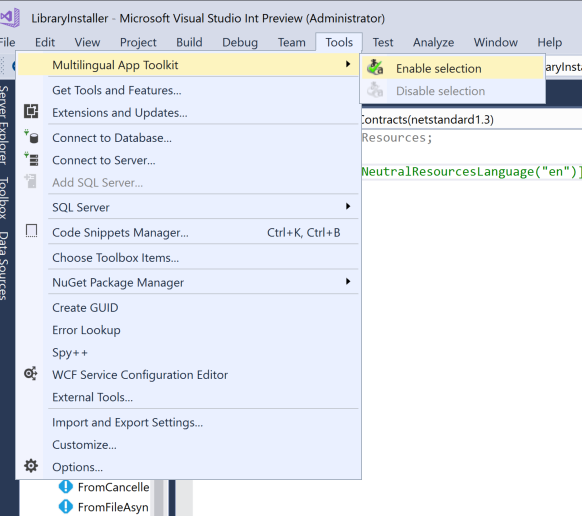 LibraryInstaller - Microsoft Visual Studio Int Preview (Administrator)
File Edit View Project Build Debug Team Tools Test Analyze Window Help
Multilingual App Toolkit
Enable selection
Disable selection
Get Tools and Features...
Extensions and Updates...
Contracts(netstandard1.3)
Connect to Database...
Resources;
Connect to Server...
NeutralResourcesLanguage("en")]
Add SQL Server...
SQL Server
Code Snippets Manager... Ctrl+K, Ctrl+B
Choose Toolbox Items...
NuGet Package Manager
Create GUID
Error Lookup
Spy++
WCF Service Configuration Editor
External Tools...
Import and Export Settings...
Customize...
Options...
FromCancelle
FromFileAsyn
Server Explorer
Toolbox
Data Sources